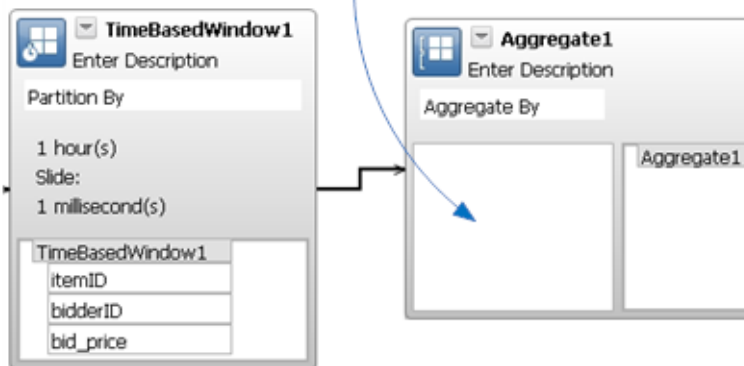 TimeBasedWindow1
Enter Description
Partition By
1 hour(s)
Slide:
1 millisecond(s)
TimeBasedWindow1
itemID
bidderID
bid_price
Aggregate1
Enter Description
Aggregate By
Aggregate1